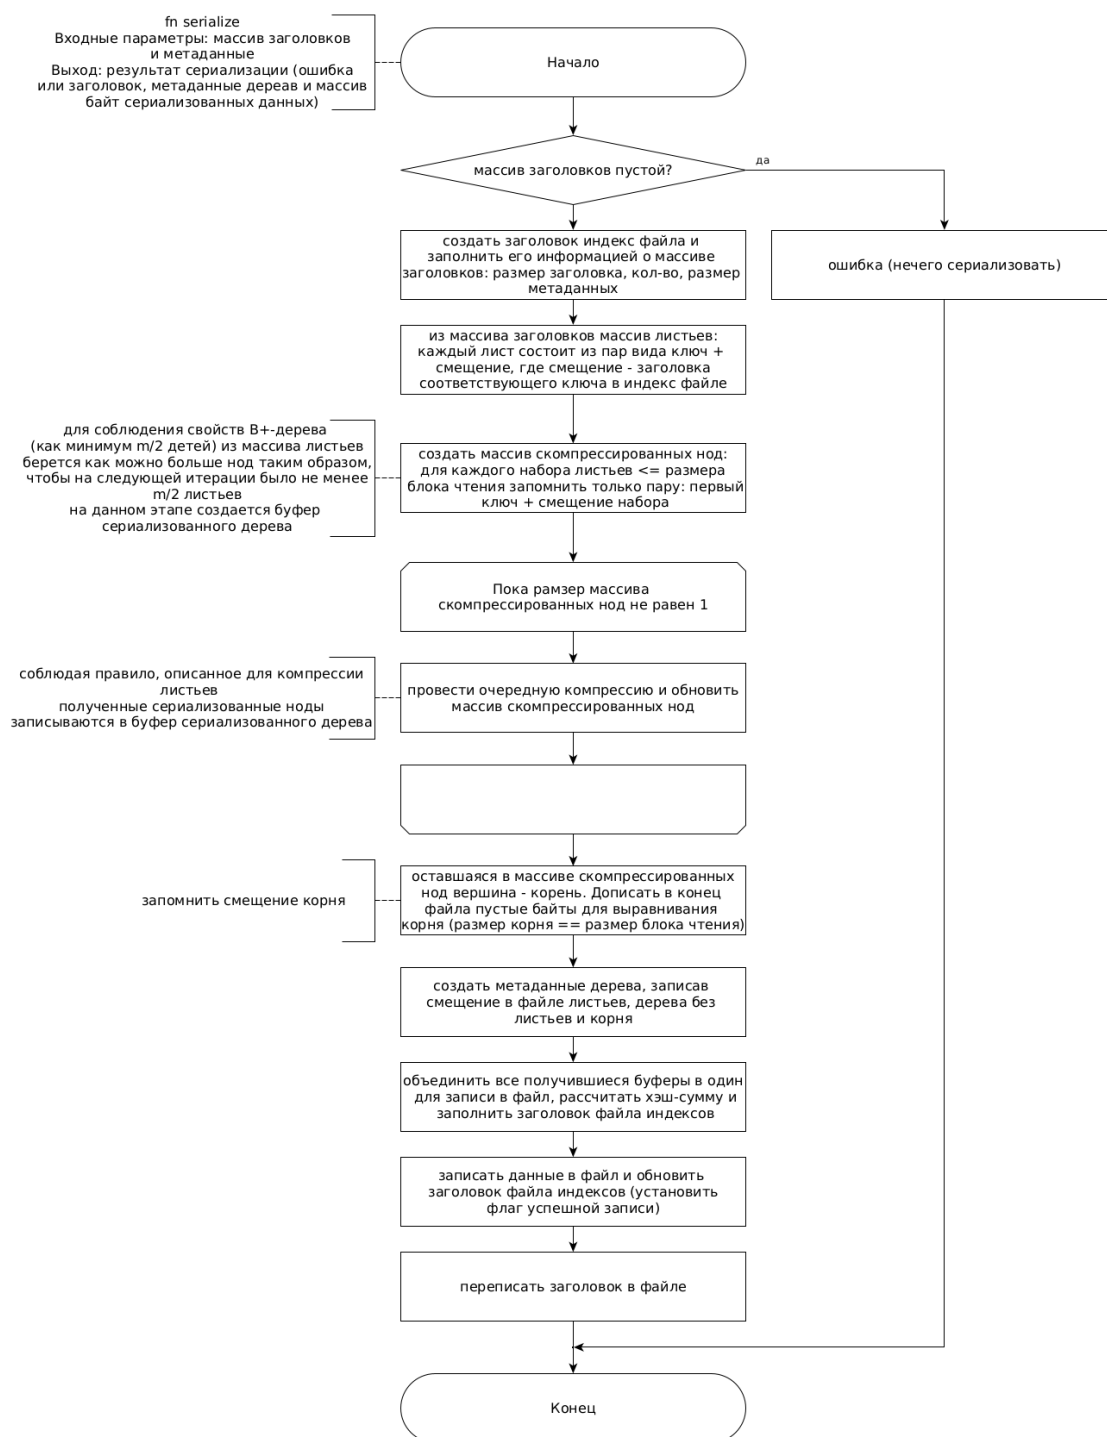 fn serialize
Входные параметры: массив заголовков
и метаданные
Выход: результат сериализации (ошибка
или заголовок, метаданные дереав и массив
байт сериализованных данных)
Начало
массив заголовков пустой?
да
создать заголовок индекс файла и
заполнить его информацией о массиве
заголовков: размер заголовка, кол-во, размер
метаданных
ошибка (нечего сериализовать)
из массива заголовков массив листьев:
каждый лист состоит из пар вида ключ +
смещение, где смещение - заголовка
соответствующего ключа в индекс файле
для соблюдения свойств B+-дерева
(как минимум m/2 детей) из массива листьев
берется как можно больше нод таким образом,
чтобы на следующей итерации было не менее
m/2 листьев
на данном этапе создается буфер
сериализованного дерева
создать массив скомпрессированных нод:
для каждого набора листьев <= размера
блока чтения запомнить только пару: первый
ключ + смещение набора
Пока рамзер массива
скомпрессированных нод не равен 1
соблюдая правило, описанное для компрессии
листьев
полученные сериализованные ноды
записываются в буфер сериализованного дерева
провести очередную компрессию и обновить
массив скомпрессированных нод
запомнить смещение корня
оставшаяся в массиве скомпрессированных
нод вершина - корень. Дописать в конец
файла пустые байты для выравнивания
корня (размер корня == размер блока чтения)
создать метаданные дерева, записав
смещение в файле листьев, дерева без
листьев и корня
объединить все получившиеся буферы в один
для записи в файл, рассчитать хэш-сумму и
заполнить заголовок файла индексов
записать данные в файл и обновить
заголовок файла индексов (установить
флаг успешной записи)
переписать заголовок в файле
Конец